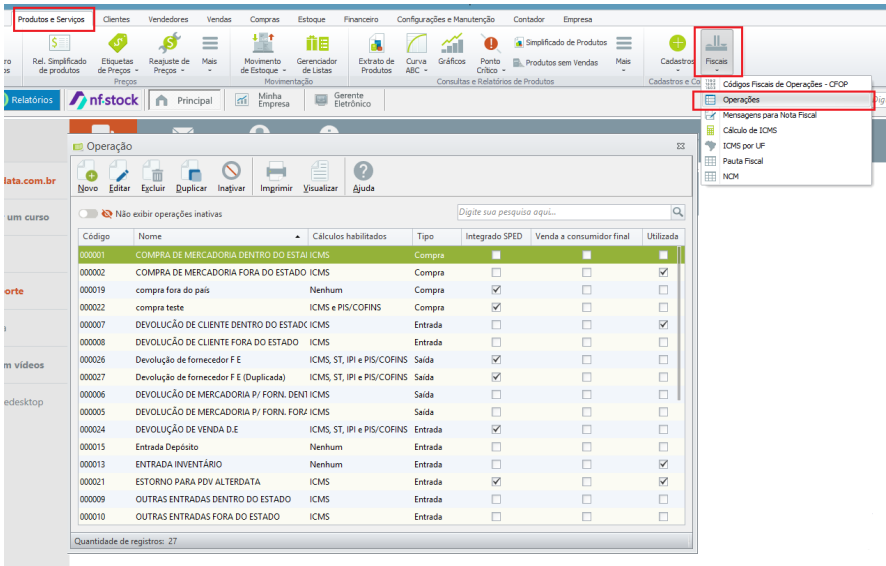 Produtos e Serviços Clientes Vendedores Vendas Compras Estoque Financeiro Configurações e Manutenção Contador Empresa
Rel. Simplificado de produtos
Etiquetas de Preços
Reajuste de Preços
Mais
Movimento de Estoque
Gerenciador de Listas
Extrato de Produtos
Curva ABC
Gráficos
Ponto Crítico
Simplificado de Produtos
Produtos sem Vendas
Mais
Cadastros
Fiscais
Preços Movimentação Consultas e Relatórios de Produtos Cadastros e Co
Códigos Fiscais de Operações - CFOP
Operações
Mensagens para Nota Fiscal
Cálculo de ICMS
ICMS por UF
Pauta Fiscal
NCM
Relatórios nf-stock Principal Minha Empresa Gerente Eletrônico
data.com.br
um curso
orte
m vídeos
edesktop
Operação
Novo Editar Excluir Duplicar Inativar Imprimir Visualizar Ajuda
Não exibir operações inativas Digite sua pesquisa aqui...
Código Nome Cálculos habilitados Tipo Integrado SPED Venda a consumidor final Utilizada
000001 COMPRA DE MERCADORIA DENTRO DO ESTAI ICMS Compra
000002 COMPRA DE MERCADORIA FORA DO ESTADO ICMS Compra
000019 compra fora do país Nenhum Compra
000022 compra teste ICMS e PIS/COFINS Compra
000007 DEVOLUÇÃO DE CLIENTE DENTRO DO ESTADC ICMS Entrada
000008 DEVOLUÇÃO DE CLIENTE FORA DO ESTADO ICMS Entrada
000026 Devolução de fornecedor F E ICMS, ST, IPI e PIS/COFINS Saída
000027 Devolução de fornecedor F E (Duplicada) ICMS, ST, IPI e PIS/COFINS Saída
000006 DEVOLUÇÃO DE MERCADORIA P/ FORN. DENT ICMS Saída
000005 DEVOLUÇÃO DE MERCADORIA P/ FORN. FORA ICMS Saída
000024 DEVOLUÇÃO DE VENDA D.E ICMS, ST, IPI e PIS/COFINS Entrada
000015 Entrada Depósito Nenhum Entrada
000013 ENTRADA INVENTÁRIO Nenhum Entrada
000021 ESTORNO PARA PDV ALTERDATA ICMS Entrada
000009 OUTRAS ENTRADAS DENTRO DO ESTADO ICMS Entrada
000010 OUTRAS ENTRADAS FORA DO ESTADO ICMS Entrada
Quantidade de registros: 27